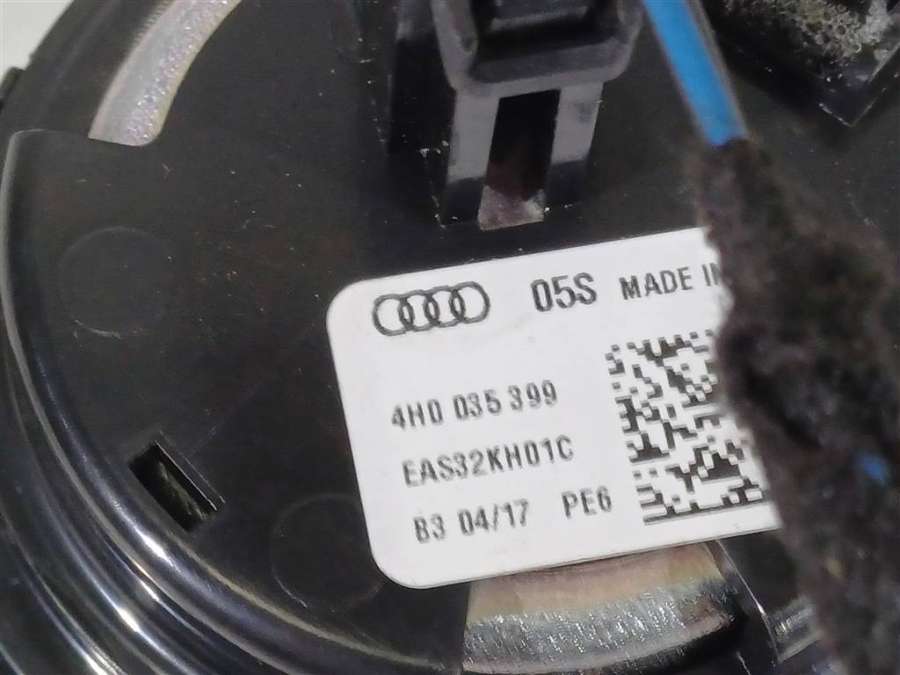 05S MADE IN
4H0 035 399
EAS32KH01C
B3 04/17 PE6